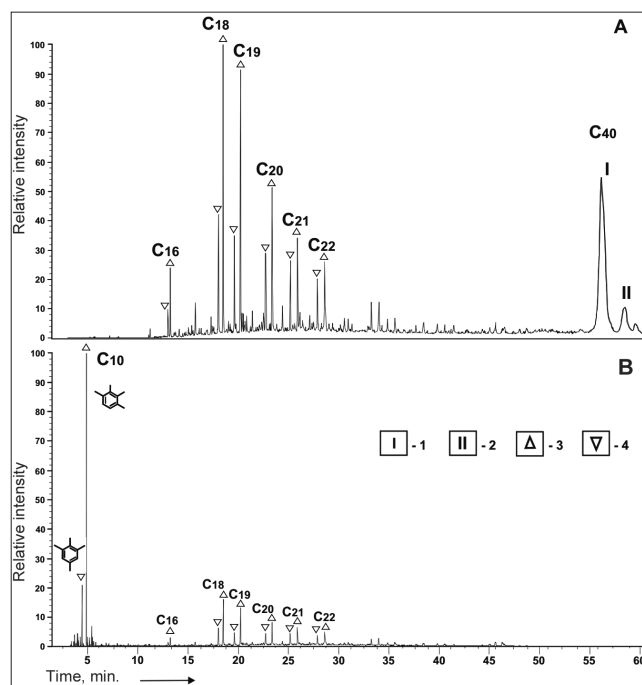 A
C18
C19
C20
C21
C22
C16
C40
I
II
Relative intensity
100
90
80
70
60
50
40
30
20
10
0
B
C10
I - 1
II - 2
△ - 3
▽ - 4
C16
C18
C19
C20
C21
C22
Relative intensity
100
90
80
70
60
50
40
30
20
10
0
5 10 15 20 25 30 35 40 45 50 55 60
Time, min.